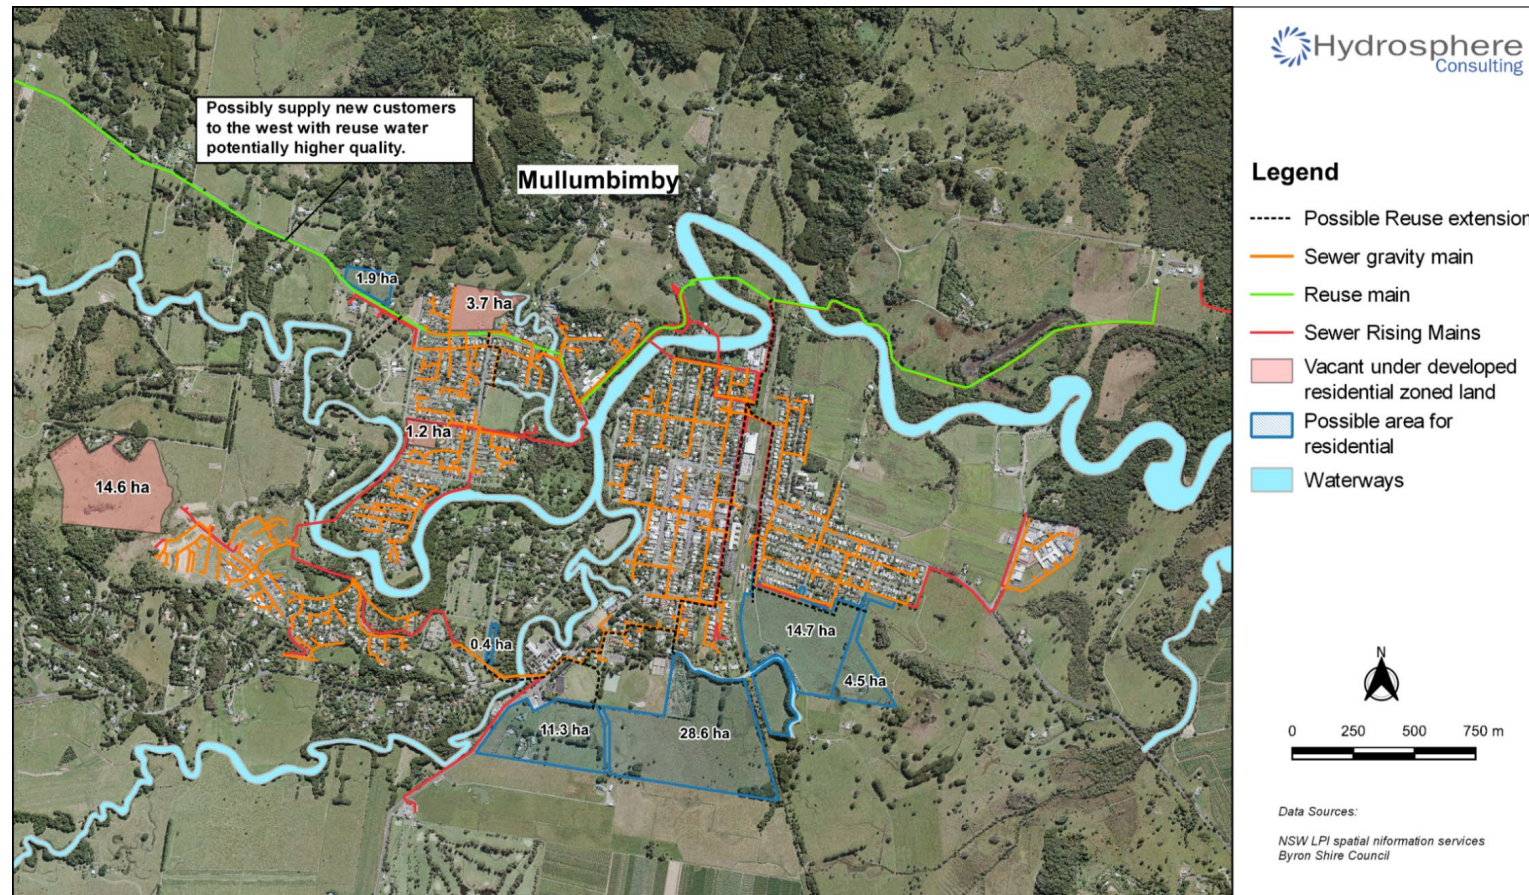 Possibly supply new customers
to the west with reuse water
potentially higher quality.
Mullumbimby
1.9 ha
3.7 ha
1.2 ha
14.6 ha
0.4 ha
14.7 ha
4.5 ha
11.3 ha
28.6 ha
Hydrosphere
Consulting
Legend
Possible Reuse extension
Sewer gravity main
Reuse main
Sewer Rising Mains
Vacant under developed
residential zoned land
Possible area for
residential
Waterways
N
0 250 500 750 m
Data Sources:
NSW LPI spatial niformation services
Byron Shire Council